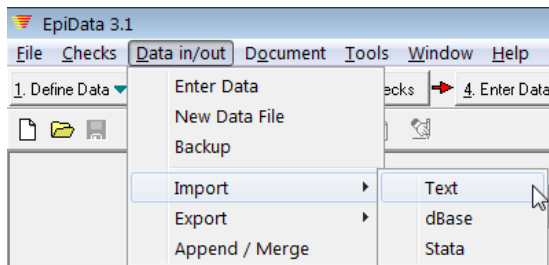 EpiData 3.1
File Checks Data in/out Document Tools Window Help
1. Define Data ecks 4. Enter Data
Enter Data
New Data File
Backup
Import Text
Export dBase
Append / Merge Stata